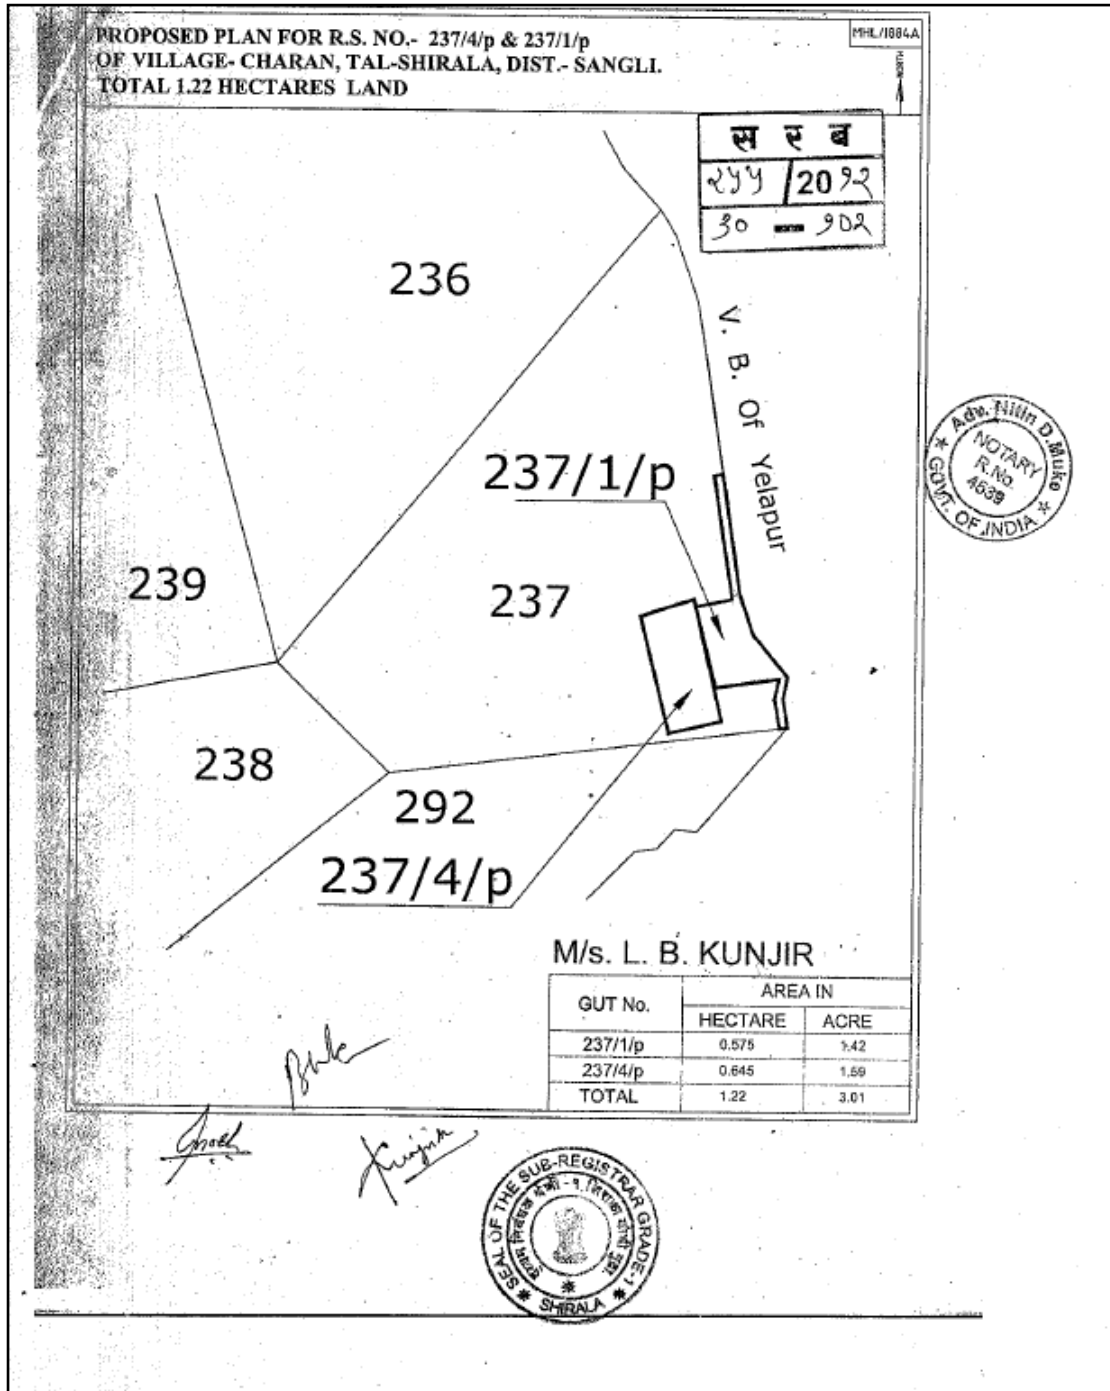 PROPOSED PLAN FOR R.S. NO.- 237/4/p & 237/1/p
OF VILLAGE- CHARAN, TAL-SHIRALA, DIST.- SANGLI.
TOTAL 1.22 HECTARES LAND
MHL/1884A
NORTH
स र ब
२५५ / 20१२
३० — १०२
236
V. B. Of Yelapur
237/1/p
239
237
238
292
237/4/p
Adv. Nitin D. Muke
NOTARY
R.No.
4539
GOVT. OF INDIA
M/s. L. B. KUNJIR
GUT No. AREA IN
HECTARE ACRE
237/1/p 0.575 1.42
237/4/p 0.645 1.59
TOTAL 1.22 3.01
SEAL OF THE SUB-REGISTRAR GRADE-1
SHIRALA